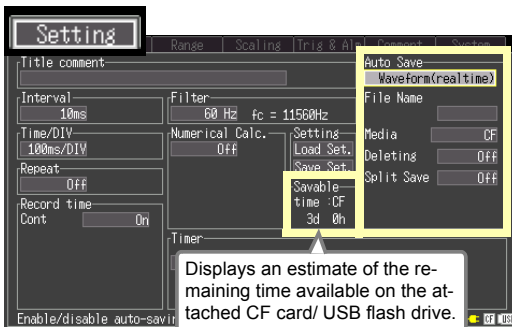 Setting
Range Scaling Trig & Alm Comment System
Title comment
Auto Save
Waveform(realtime)
Interval
10ms
Filter
60 Hz fc = 11560Hz
File Name
Time/DIV
100ms/DIV
Numerical Calc.
Off
Setting
Load Set.
Save Set.
Media CF
Deleting Off
Split Save Off
Repeat
Off
Savable
time :CF
3d 0h
Record time
Cont On
Timer
Displays an estimate of the re-
maining time available on the at-
tached CF card/ USB flash drive.
Enable/disable auto-savin
CF